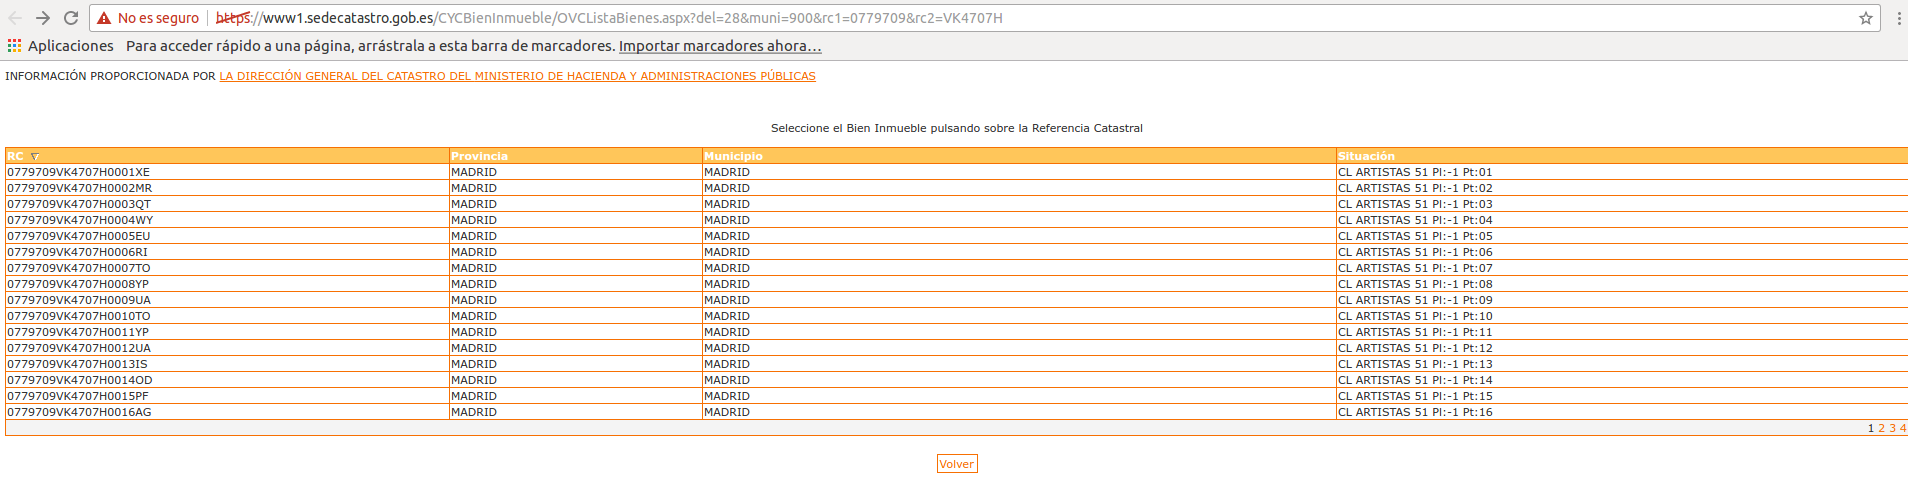 No es seguro https://www1.sedecatastro.gob.es/CYCBienInmueble/OVCListaBienes.aspx?del=28&muni=900&rc1=0779709&rc2=VK4707H
Aplicaciones Para acceder rápido a una página, arrástrala a esta barra de marcadores. Importar marcadores ahora...
INFORMACIÓN PROPORCIONADA POR LA DIRECCIÓN GENERAL DEL CATASTRO DEL MINISTERIO DE HACIENDA Y ADMINISTRACIONES PÚBLICAS
Seleccione el Bien Inmueble pulsando sobre la Referencia Catastral
RC Provincia Municipio Situación
0779709VK4707H0001XE MADRID MADRID CL ARTISTAS 51 Pl:-1 Pt:01
0779709VK4707H0002MR MADRID MADRID CL ARTISTAS 51 Pl:-1 Pt:02
0779709VK4707H0003QT MADRID MADRID CL ARTISTAS 51 Pl:-1 Pt:03
0779709VK4707H0004WY MADRID MADRID CL ARTISTAS 51 Pl:-1 Pt:04
0779709VK4707H0005EU MADRID MADRID CL ARTISTAS 51 Pl:-1 Pt:05
0779709VK4707H0006RI MADRID MADRID CL ARTISTAS 51 Pl:-1 Pt:06
0779709VK4707H0007TO MADRID MADRID CL ARTISTAS 51 Pl:-1 Pt:07
0779709VK4707H0008YP MADRID MADRID CL ARTISTAS 51 Pl:-1 Pt:08
0779709VK4707H0009UA MADRID MADRID CL ARTISTAS 51 Pl:-1 Pt:09
0779709VK4707H0010TO MADRID MADRID CL ARTISTAS 51 Pl:-1 Pt:10
0779709VK4707H0011YP MADRID MADRID CL ARTISTAS 51 Pl:-1 Pt:11
0779709VK4707H0012UA MADRID MADRID CL ARTISTAS 51 Pl:-1 Pt:12
0779709VK4707H0013IS MADRID MADRID CL ARTISTAS 51 Pl:-1 Pt:13
0779709VK4707H0014OD MADRID MADRID CL ARTISTAS 51 Pl:-1 Pt:14
0779709VK4707H0015PF MADRID MADRID CL ARTISTAS 51 Pl:-1 Pt:15
0779709VK4707H0016AG MADRID MADRID CL ARTISTAS 51 Pl:-1 Pt:16
1 2 3 4
Volver